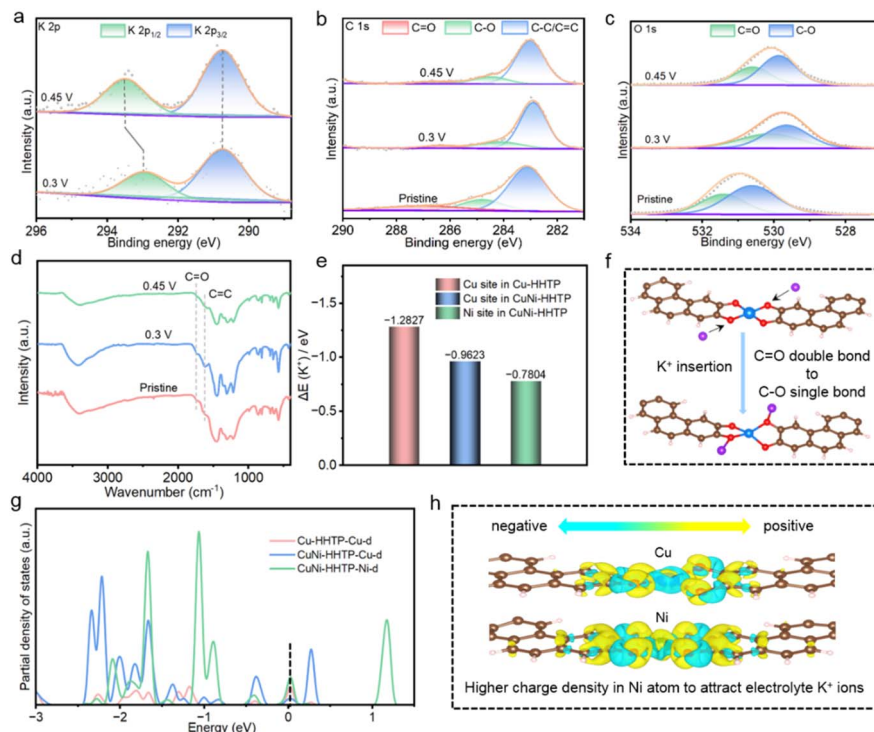 a
K 2p
K 2p1/2
K 2p3/2
0.45 V
0.3 V
Intensity (a.u.)
296 294 292 290
Binding energy (eV)
b
C 1s
C=O
C-O
C-C/C=C
0.45 V
0.3 V
Pristine
Intensity (a.u.)
290 288 286 284 282
Binding energy (eV)
c
O 1s
C=O
C-O
0.45 V
0.3 V
Pristine
Intensity (a.u.)
534 532 530 528
Binding energy (eV)
d
C=O
C=C
0.45 V
0.3 V
Pristine
Intensity (a.u.)
4000 3000 2000 1000
Wavenumber (cm-1)
e
Cu site in Cu-HHTP
Cu site in CuNi-HHTP
Ni site in CuNi-HHTP
−1.2827
−0.9623
−0.7804
ΔE (K+) / eV
−1.5
−1.0
−0.5
0.0
f
K+ insertion
C=O double bond
to
C-O single bond
g
Cu-HHTP-Cu-d
CuNi-HHTP-Cu-d
CuNi-HHTP-Ni-d
Partial density of states (a.u.)
−3 −2 −1 0 1
Energy (eV)
h
negative positive
Cu
Ni
Higher charge density in Ni atom to attract electrolyte K+ ions